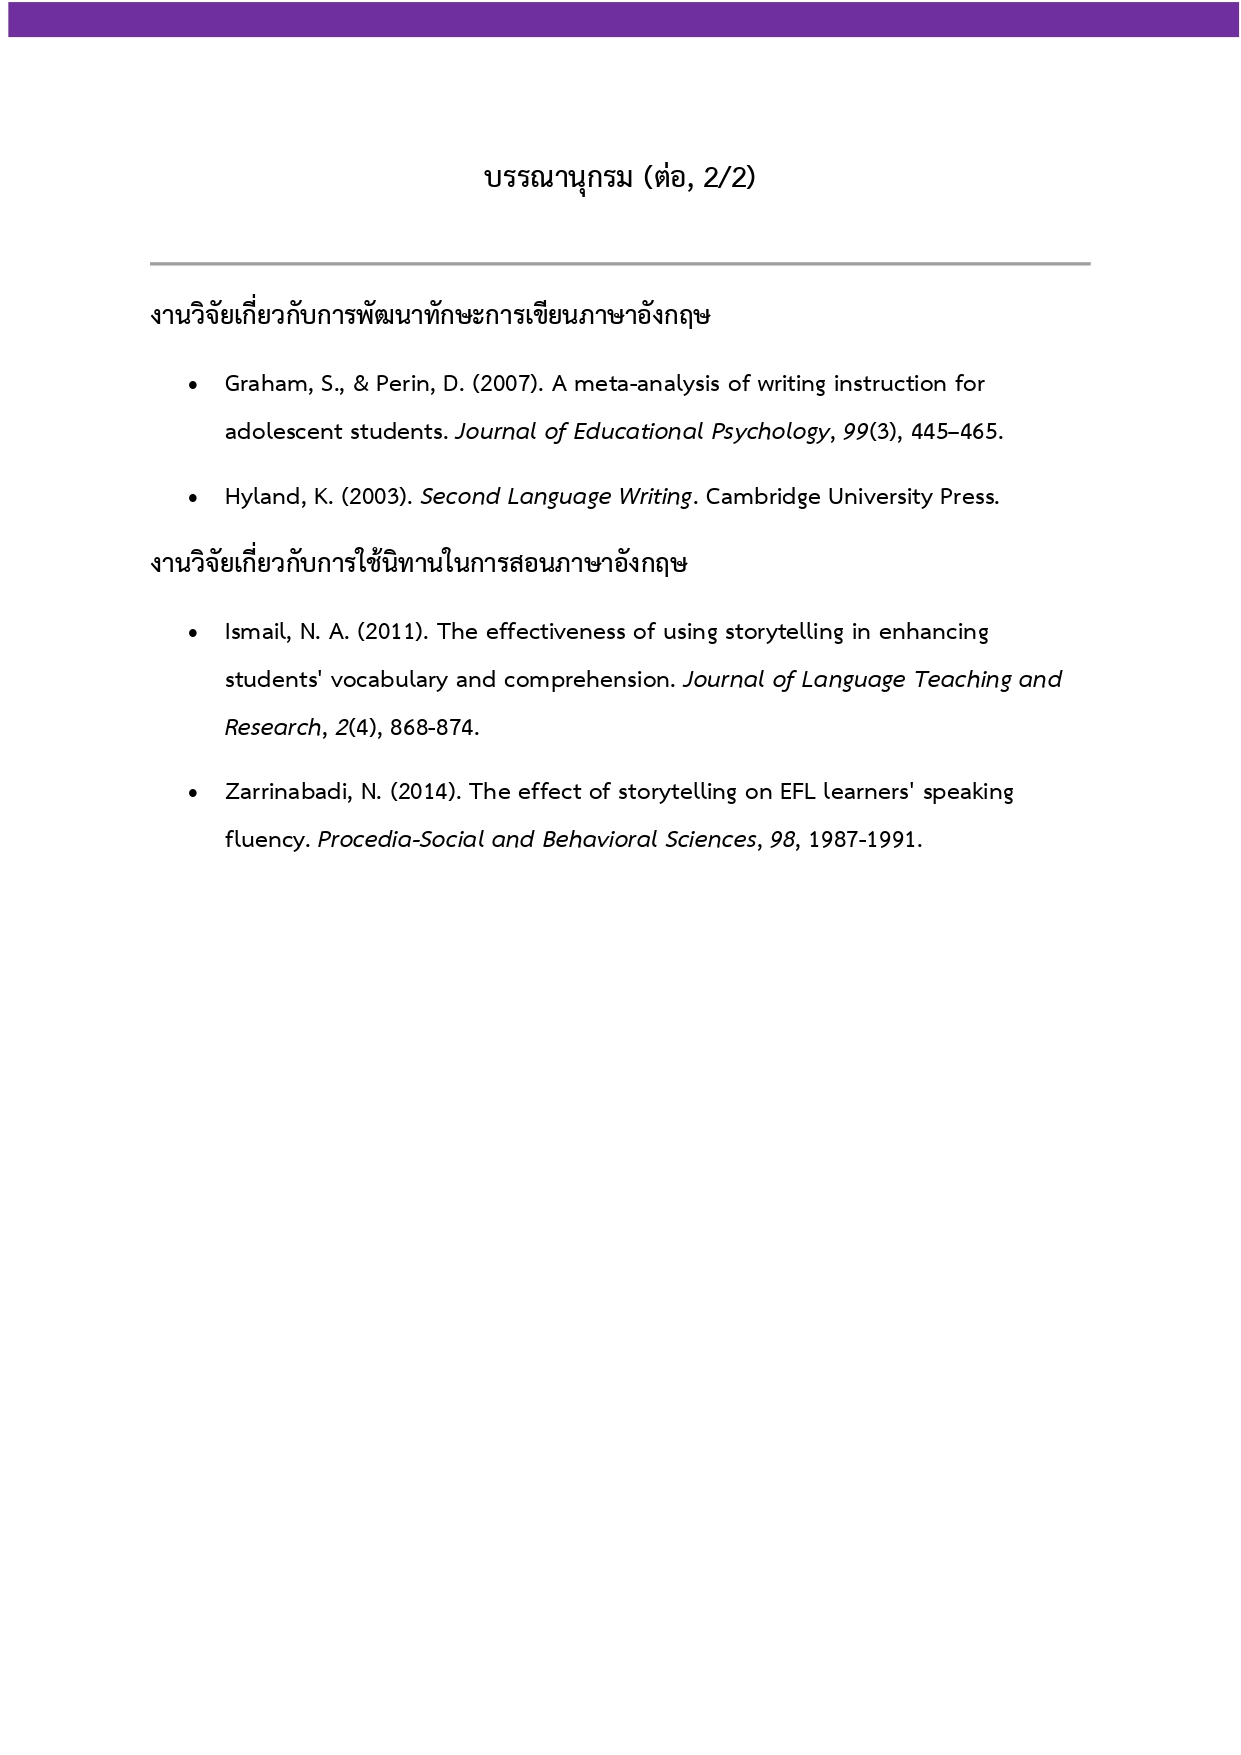 บรรณานุกรม (ต่อ, 2/2)
งานวิจัยเกี่ยวกับการพัฒนาทักษะการเขียนภาษาอังกฤษ
• Graham, S., & Perin, D. (2007). A meta-analysis of writing instruction for
adolescent students. Journal of Educational Psychology, 99(3), 445–465.
• Hyland, K. (2003). Second Language Writing. Cambridge University Press.
งานวิจัยเกี่ยวกับการใช้นิทานในการสอนภาษาอังกฤษ
• Ismail, N. A. (2011). The effectiveness of using storytelling in enhancing
students' vocabulary and comprehension. Journal of Language Teaching and
Research, 2(4), 868-874.
• Zarrinabadi, N. (2014). The effect of storytelling on EFL learners' speaking
fluency. Procedia-Social and Behavioral Sciences, 98, 1987-1991.